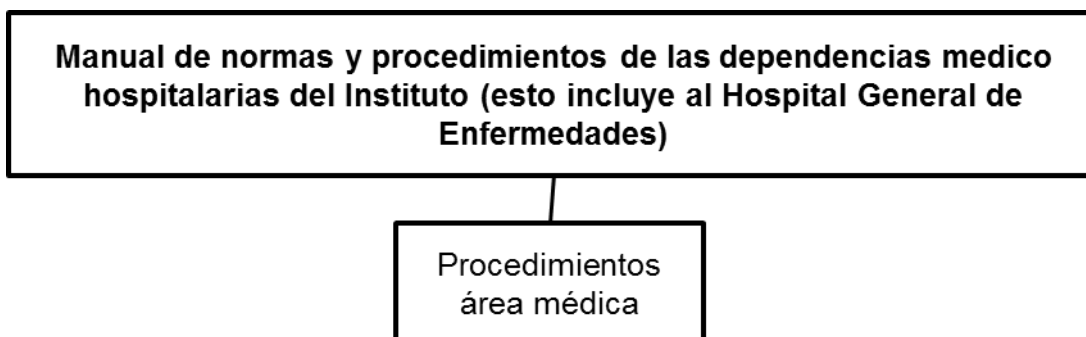 Manual de normas y procedimientos de las dependencias medico
hospitalarias del Instituto (esto incluye al Hospital General de
Enfermedades)
Procedimientos
área médica